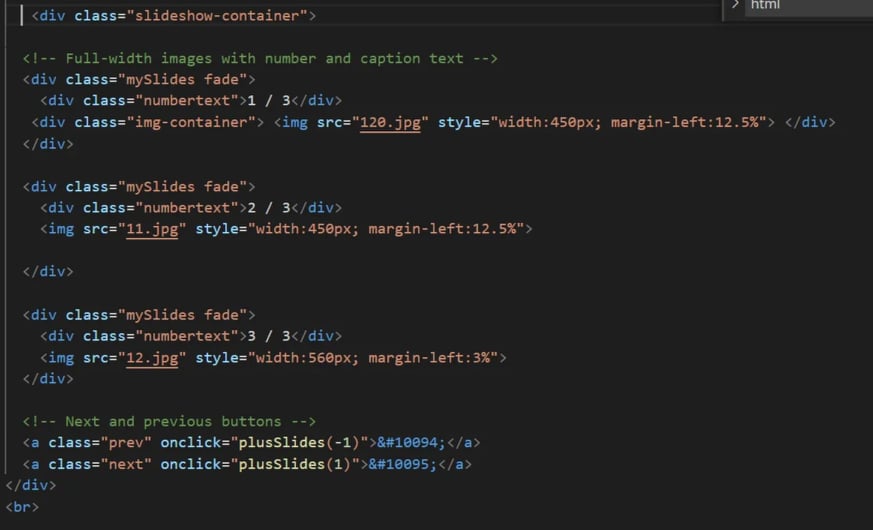 html
<div class="slideshow-container">
<!-- Full-width images with number and caption text -->
<div class="mySlides fade">
<div class="numbertext">1 / 3</div>
<div class="img-container"> <img src="120.jpg" style="width:450px; margin-left:12.5%"> </div>
</div>
<div class="mySlides fade">
<div class="numbertext">2 / 3</div>
<img src="11.jpg" style="width:450px; margin-left:12.5%">
</div>
<div class="mySlides fade">
<div class="numbertext">3 / 3</div>
<img src="12.jpg" style="width:560px; margin-left:3%">
</div>
<!-- Next and previous buttons -->
<a class="prev" onclick="plusSlides(-1)">&#10094;</a>
<a class="next" onclick="plusSlides(1)">&#10095;</a>
</div>
<br>